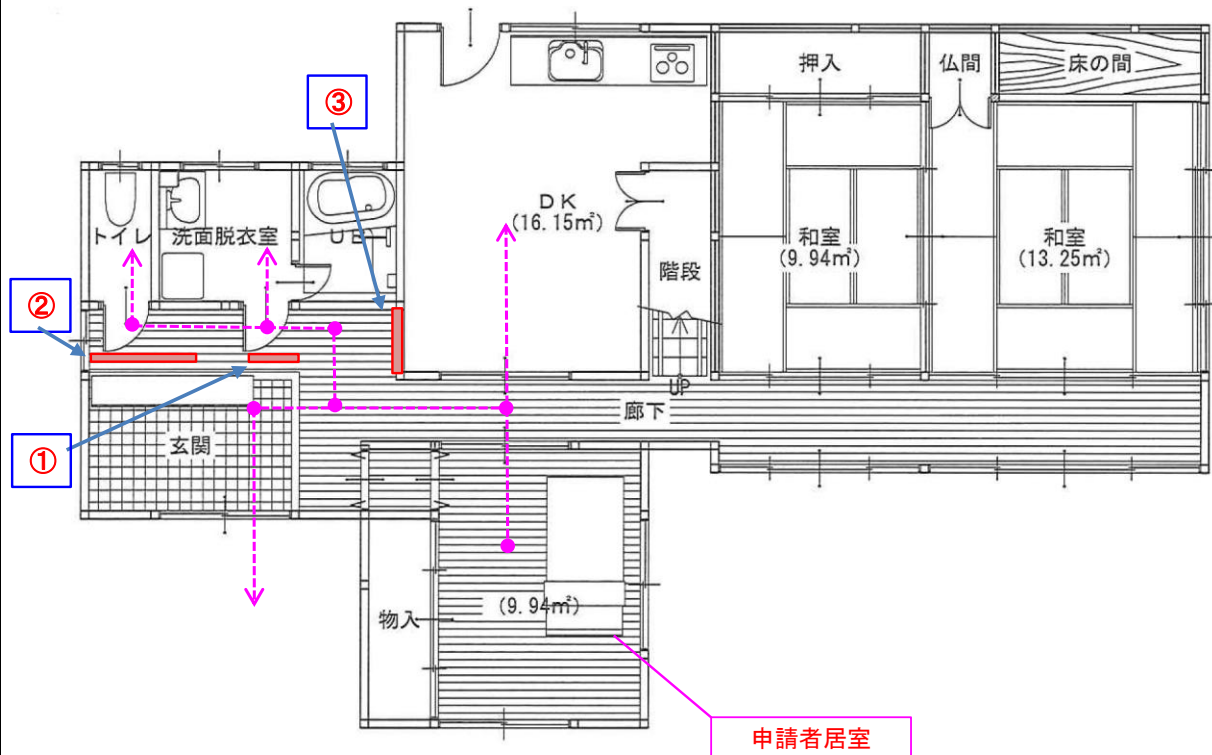 ③
押入
仏間
床の間
DK
(16.15㎡)
トイレ
洗面脱衣室
UB
和室
(9.94㎡)
和室
(13.25㎡)
階段
②
UP
廊下
①
玄関
物入
(9.94㎡)
申請者居室